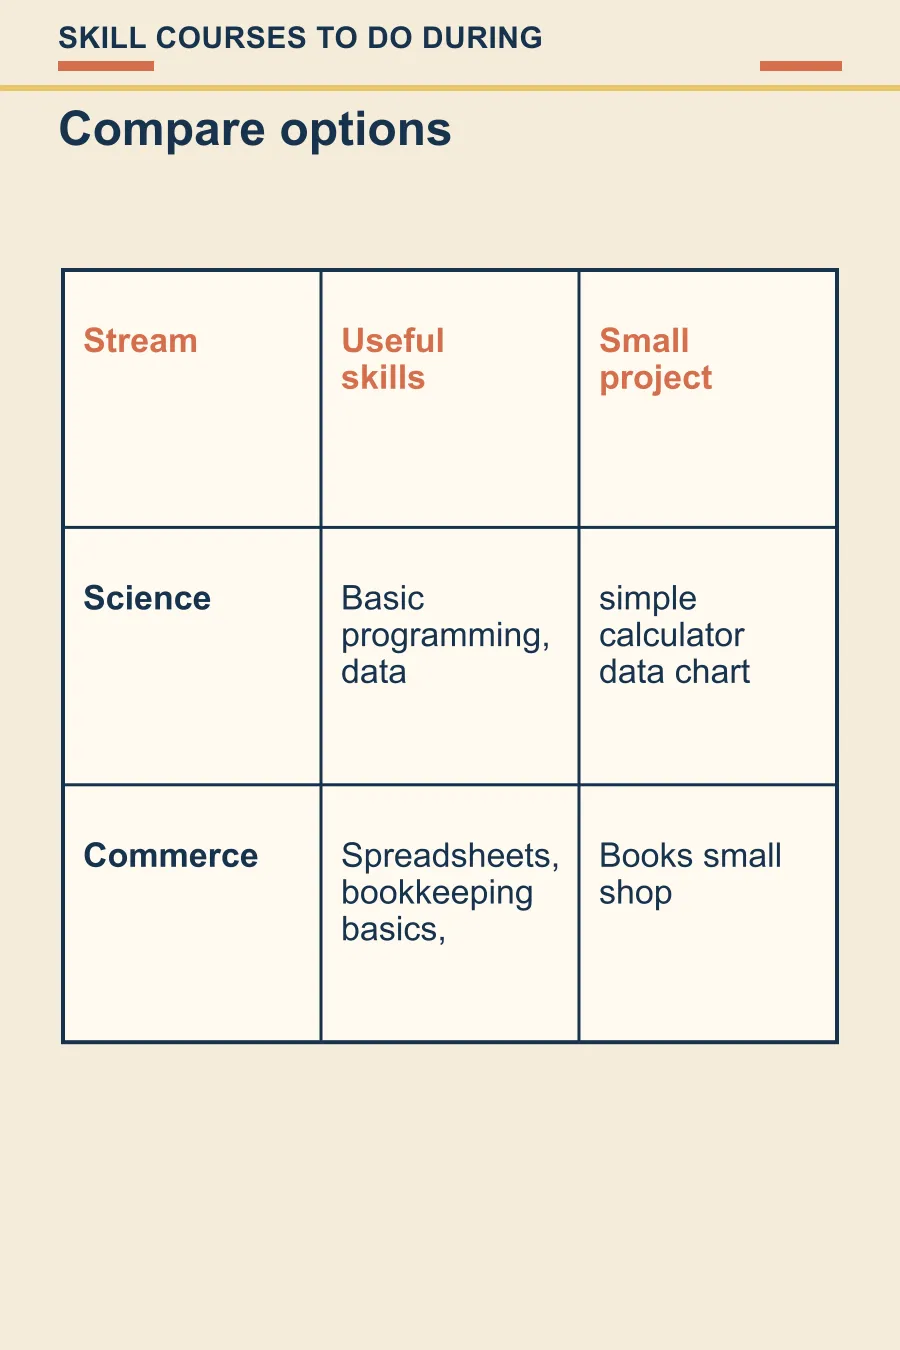 SKILL COURSES TO DO DURING
Compare options
Stream
Useful
skills
Small
project
Science
Basic
programming,
data
simple
calculator
data chart
Commerce
Spreadsheets,
bookkeeping
basics,
Books small
shop